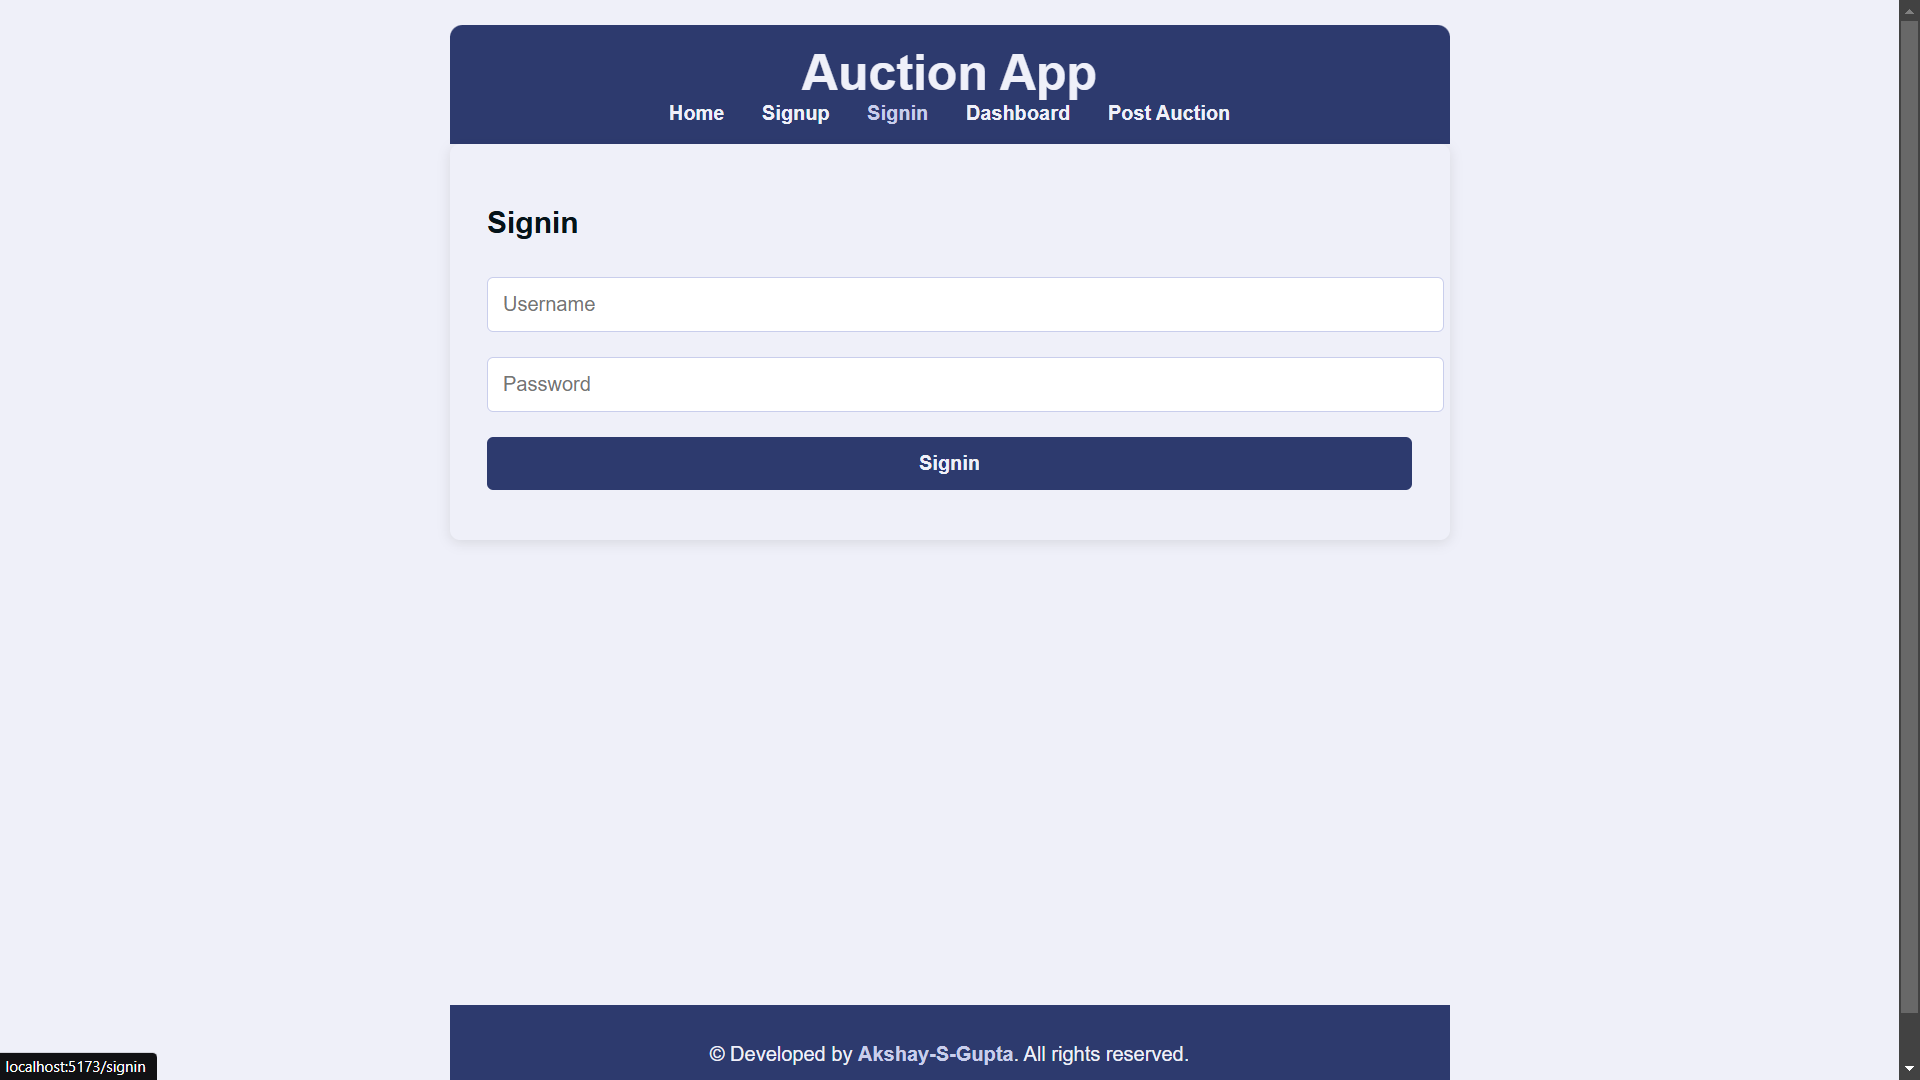 Auction App
Home Signup Signin Dashboard Post Auction
Signin
Username
Password
Signin
© Developed by Akshay-S-Gupta. All rights reserved.
localhost:5173/signin